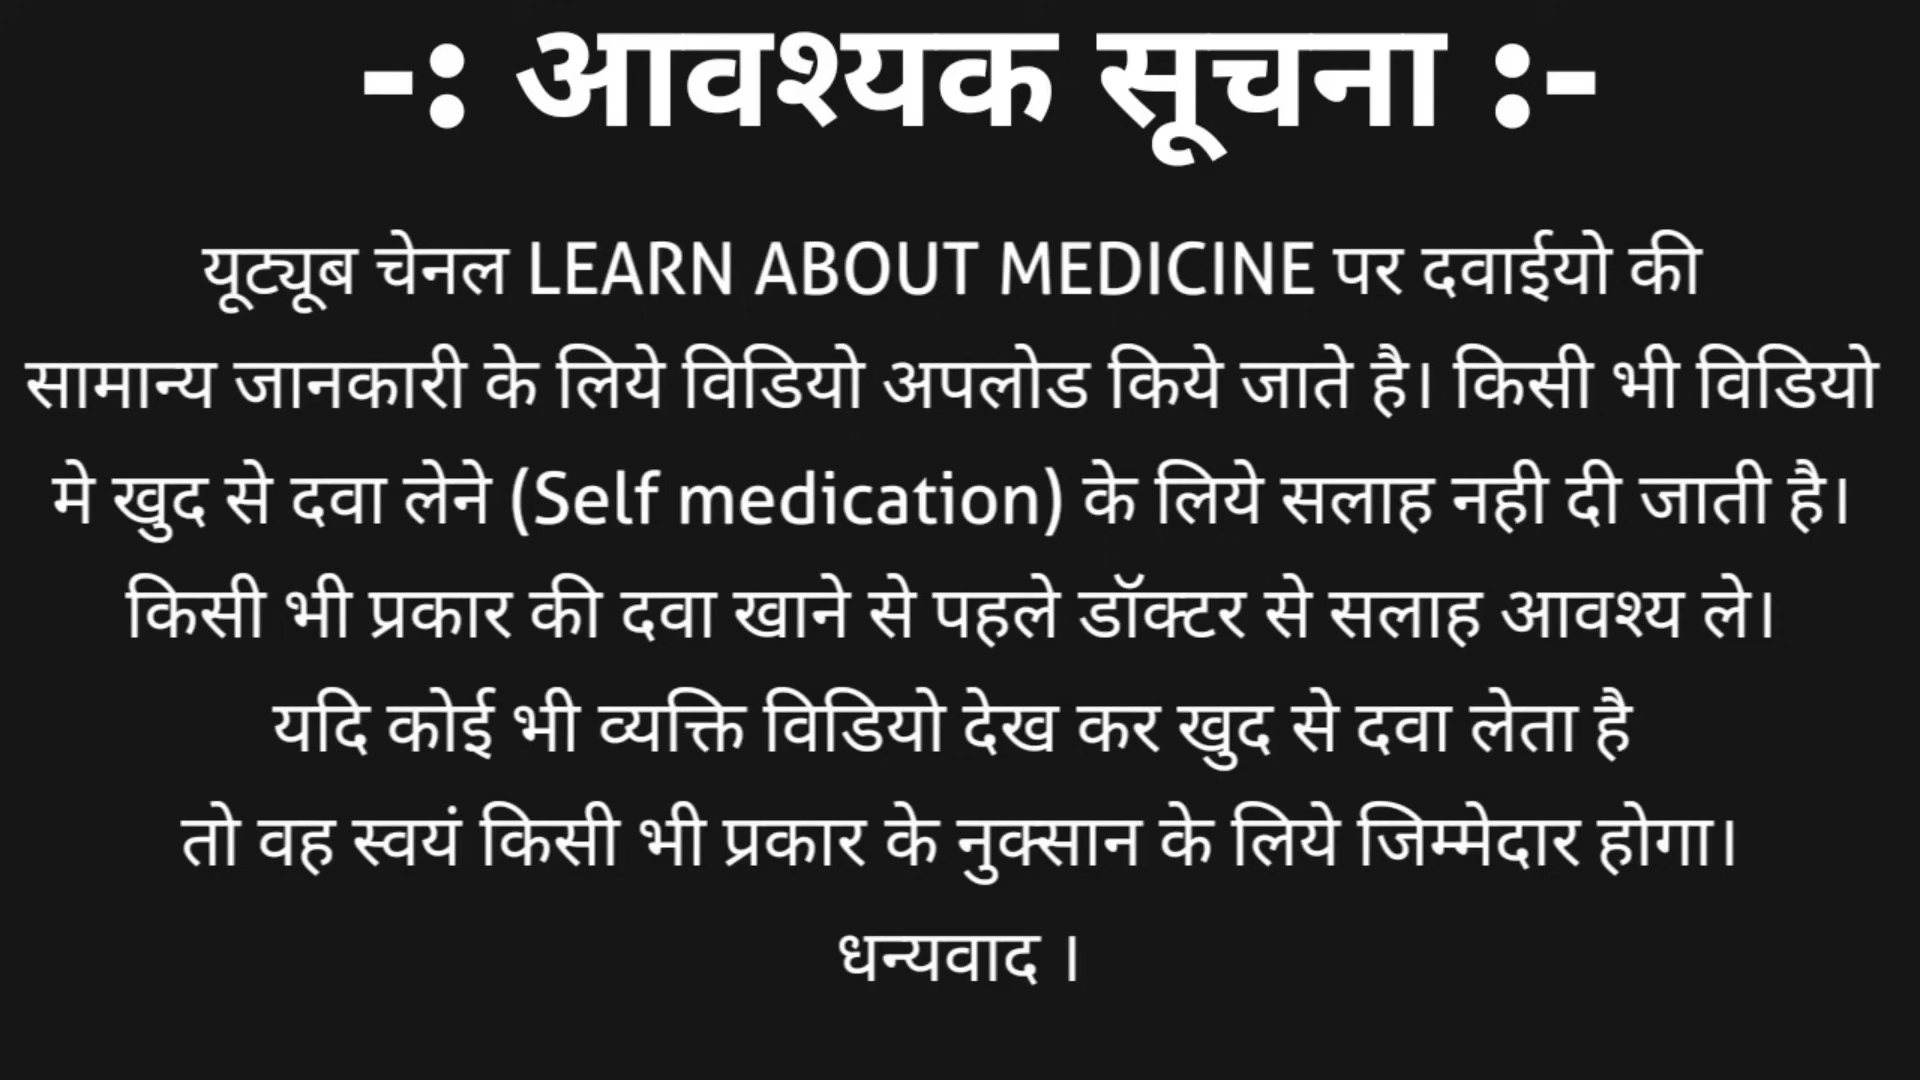 -: आवश्यक सूचना :-
यूट्यूब चेनल LEARN ABOUT MEDICINE पर दवाईयो की
सामान्य जानकारी के लिये विडियो अपलोड किये जाते है। किसी भी विडियो
मे खुद से दवा लेने (Self medication) के लिये सलाह नही दी जाती है।
किसी भी प्रकार की दवा खाने से पहले डॉक्टर से सलाह आवश्य ले।
यदि कोई भी व्यक्ति विडियो देख कर खुद से दवा लेता है
तो वह स्वयं किसी भी प्रकार के नुक्सान के लिये जिम्मेदार होगा।
धन्यवाद ।